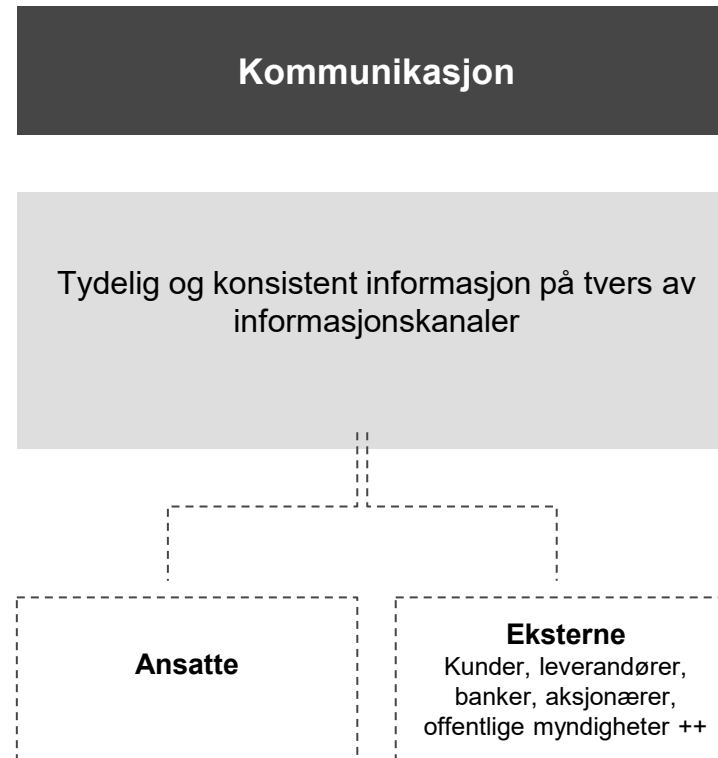 Kommunikasjon
Tydelig og konsistent informasjon på tvers av
informasjonskanaler
Ansatte
Eksterne
Kunder, leverandører,
banker, aksjonærer,
offentlige myndigheter ++